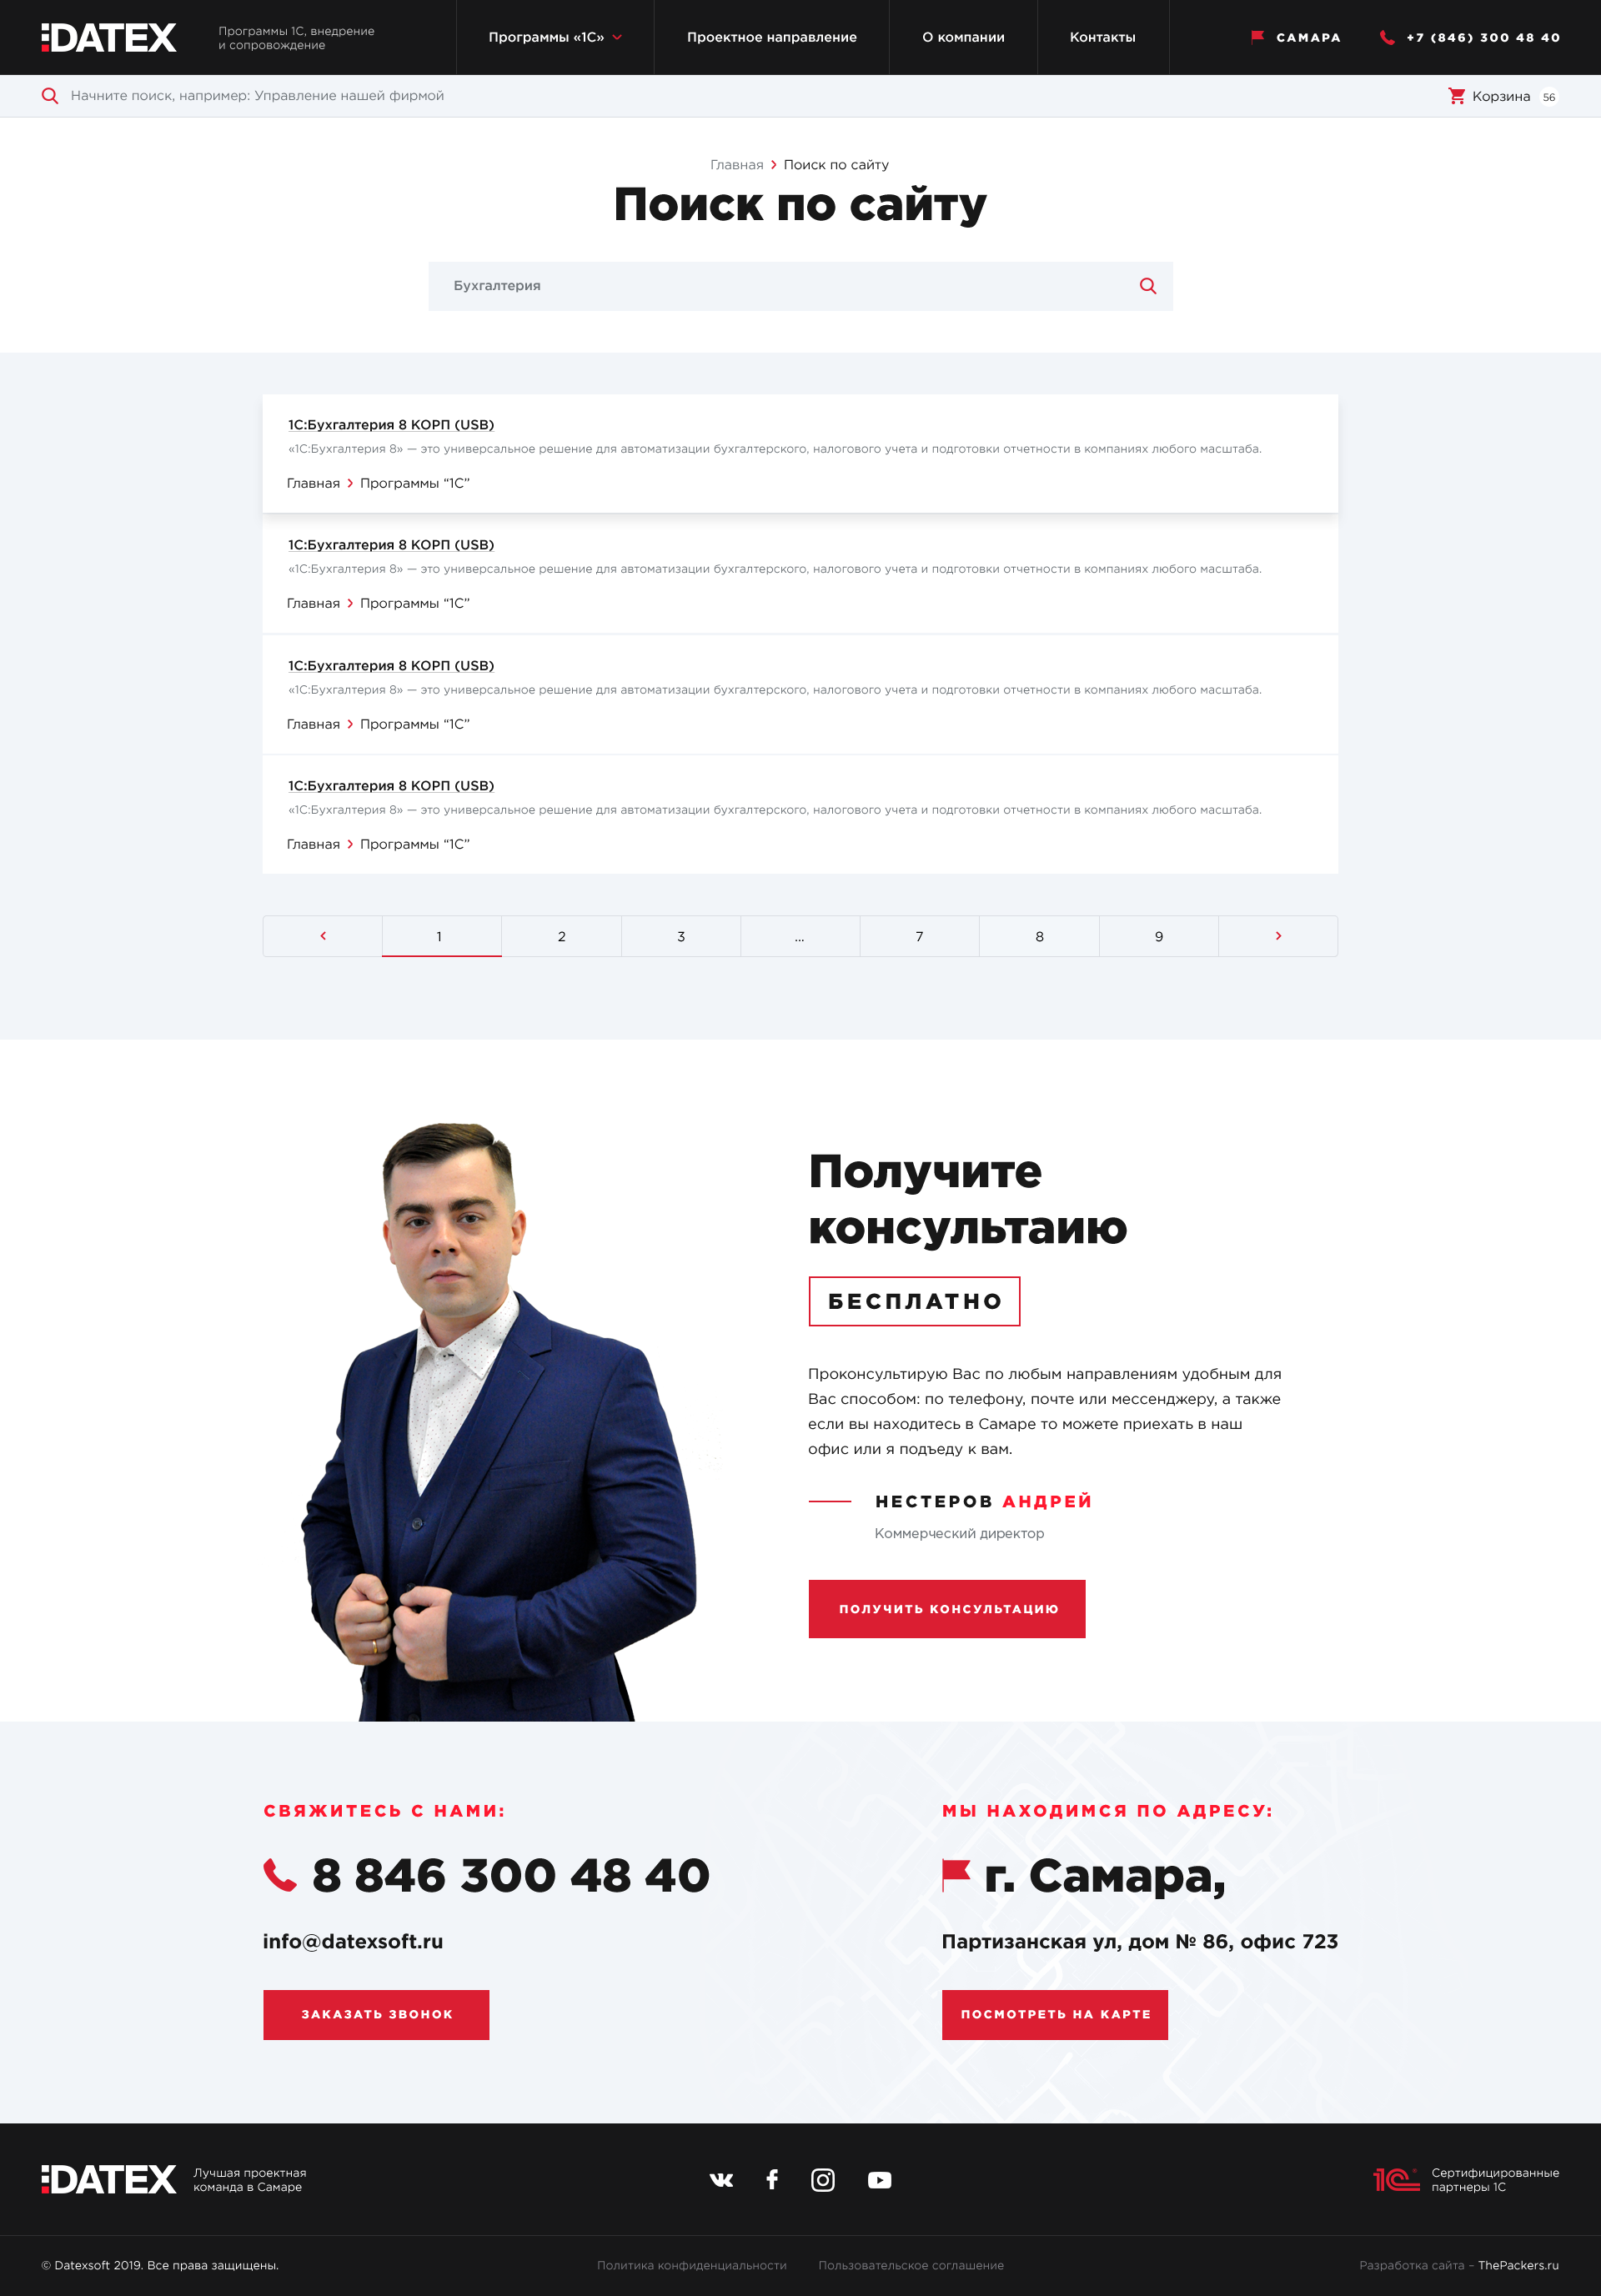 DATEX
Программы 1С, внедрение
и сопровождение
Программы «1С»
Проектное направление
О компании
Контакты
САМАРА
+7 (846) 300 48 40
Начните поиск, например: Управление нашей фирмой
Корзина 56
Главная Поиск по сайту
Поиск по сайту
Бухгалтерия
1С:Бухгалтерия 8 КОРП (USB)
«1С:Бухгалтерия 8» — это универсальное решение для автоматизации бухгалтерского, налогового учета и подготовки отчетности в компаниях любого масштаба.
Главная Программы “1С”
1С:Бухгалтерия 8 КОРП (USB)
«1С:Бухгалтерия 8» — это универсальное решение для автоматизации бухгалтерского, налогового учета и подготовки отчетности в компаниях любого масштаба.
Главная Программы “1С”
1С:Бухгалтерия 8 КОРП (USB)
«1С:Бухгалтерия 8» — это универсальное решение для автоматизации бухгалтерского, налогового учета и подготовки отчетности в компаниях любого масштаба.
Главная Программы “1С”
1С:Бухгалтерия 8 КОРП (USB)
«1С:Бухгалтерия 8» — это универсальное решение для автоматизации бухгалтерского, налогового учета и подготовки отчетности в компаниях любого масштаба.
Главная Программы “1С”
1 2 3 ... 7 8 9
Получите
консультаию
БЕСПЛАТНО
Проконсультирую Вас по любым направлениям удобным для
Вас способом: по телефону, почте или мессенджеру, а также
если вы находитесь в Самаре то можете приехать в наш
офис или я подъеду к вам.
НЕСТЕРОВ АНДРЕЙ
Коммерческий директор
ПОЛУЧИТЬ КОНСУЛЬТАЦИЮ
СВЯЖИТЕСЬ С НАМИ:
8 846 300 48 40
info@datexsoft.ru
ЗАКАЗАТЬ ЗВОНОК
МЫ НАХОДИМСЯ ПО АДРЕСУ:
г. Самара,
Партизанская ул, дом № 86, офис 723
ПОСМОТРЕТЬ НА КАРТЕ
DATEX
Лучшая проектная
команда в Самаре
1С
Сертифицированные
партнеры 1С
© Datexsoft 2019. Все права защищены.
Политика конфиденциальности
Пользовательское соглашение
Разработка сайта – ThePackers.ru